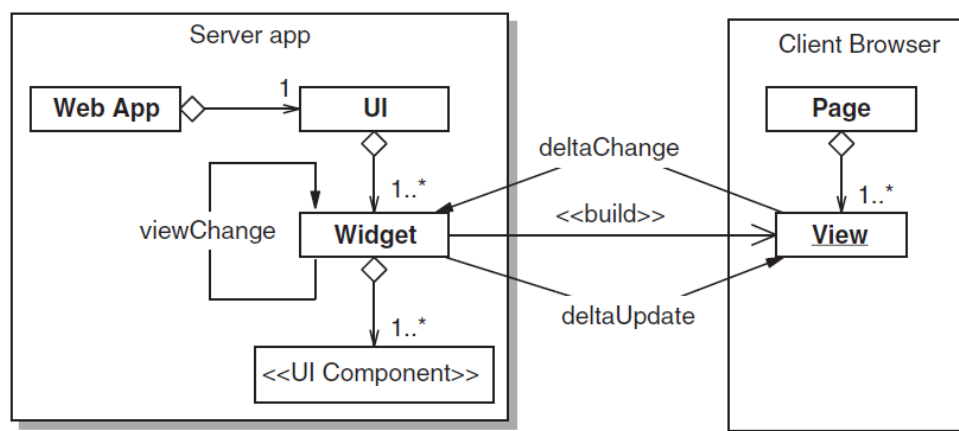 Server app
Client Browser
Web App
1
UI
Page
deltaChange
1..*
1..*
viewChange
Widget
<<build>>
View
deltaUpdate
1..*
<<UI Component>>